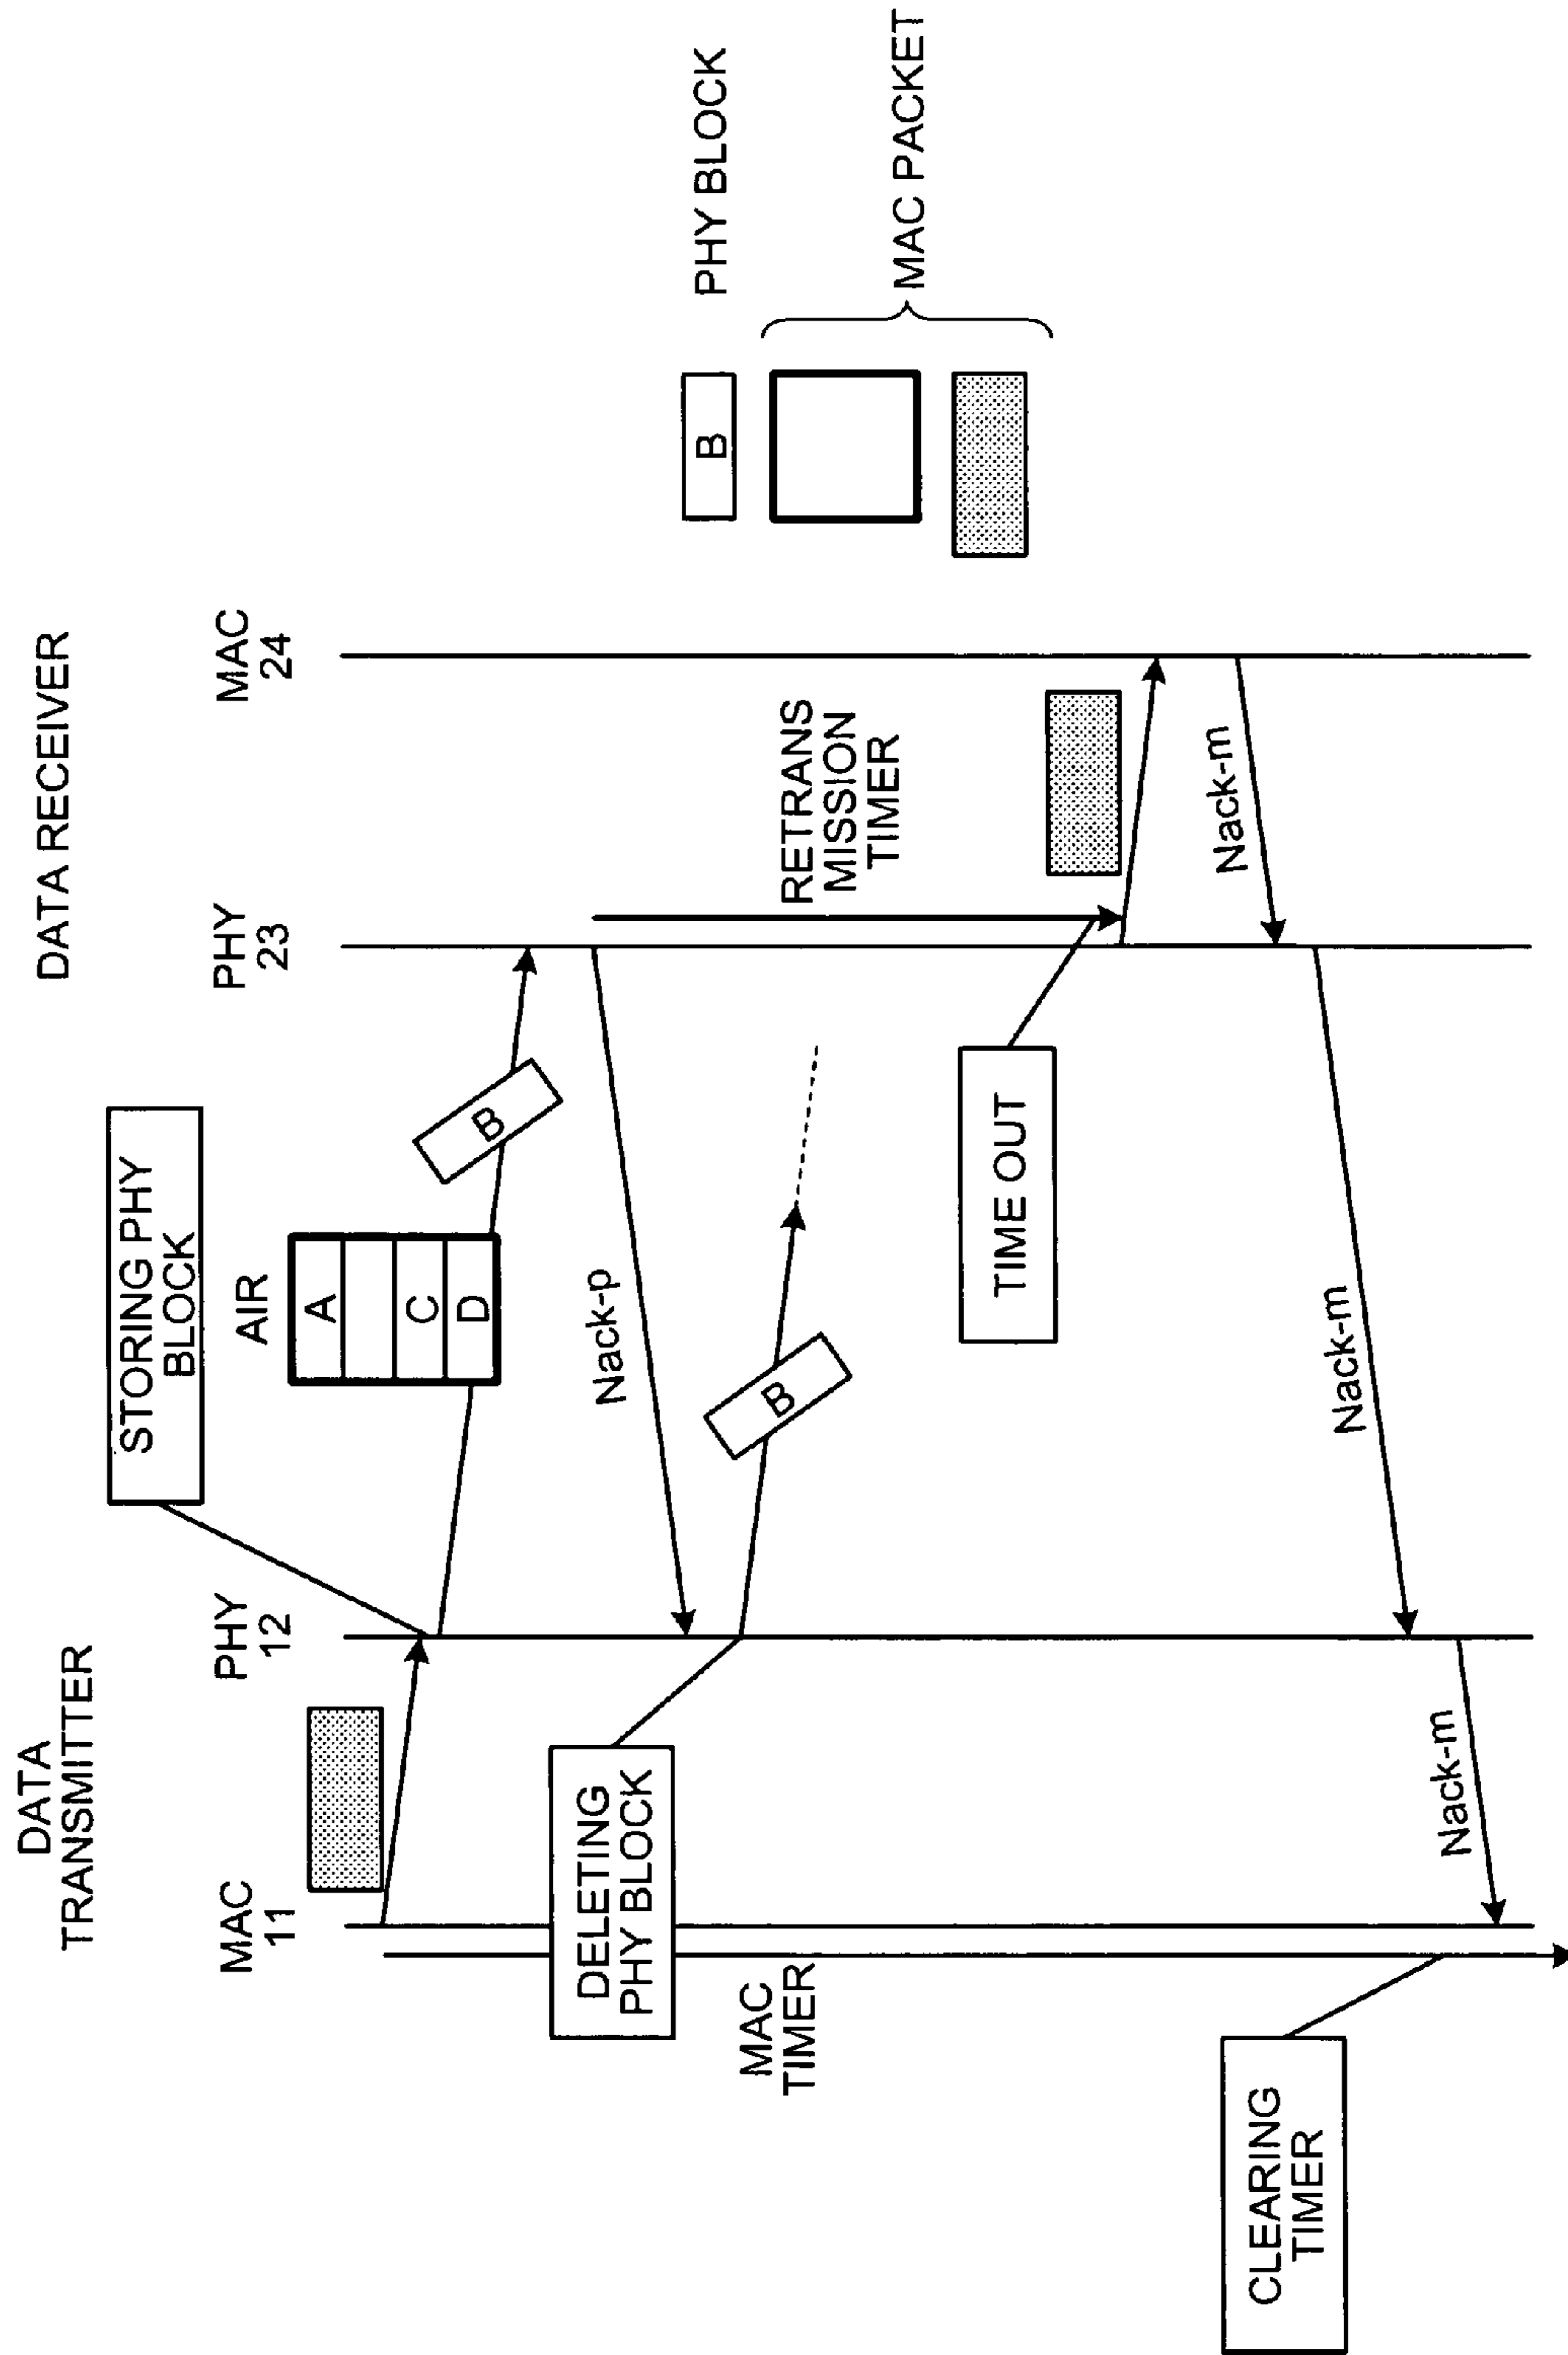 DATA
TRANSMITTER
DATA RECEIVER
STORING PHY
BLOCK
MAC
11
PHY
12
AIR
PHY
23
MAC
24
A
C
D
B
Nack-p
DELETING
PHY BLOCK
B
MAC
TIMER
RETRANS
MISSION
TIMER
TIME OUT
Nack-m
Nack-m
Nack-m
CLEARING
TIMER
B
PHY BLOCK
MAC PACKET